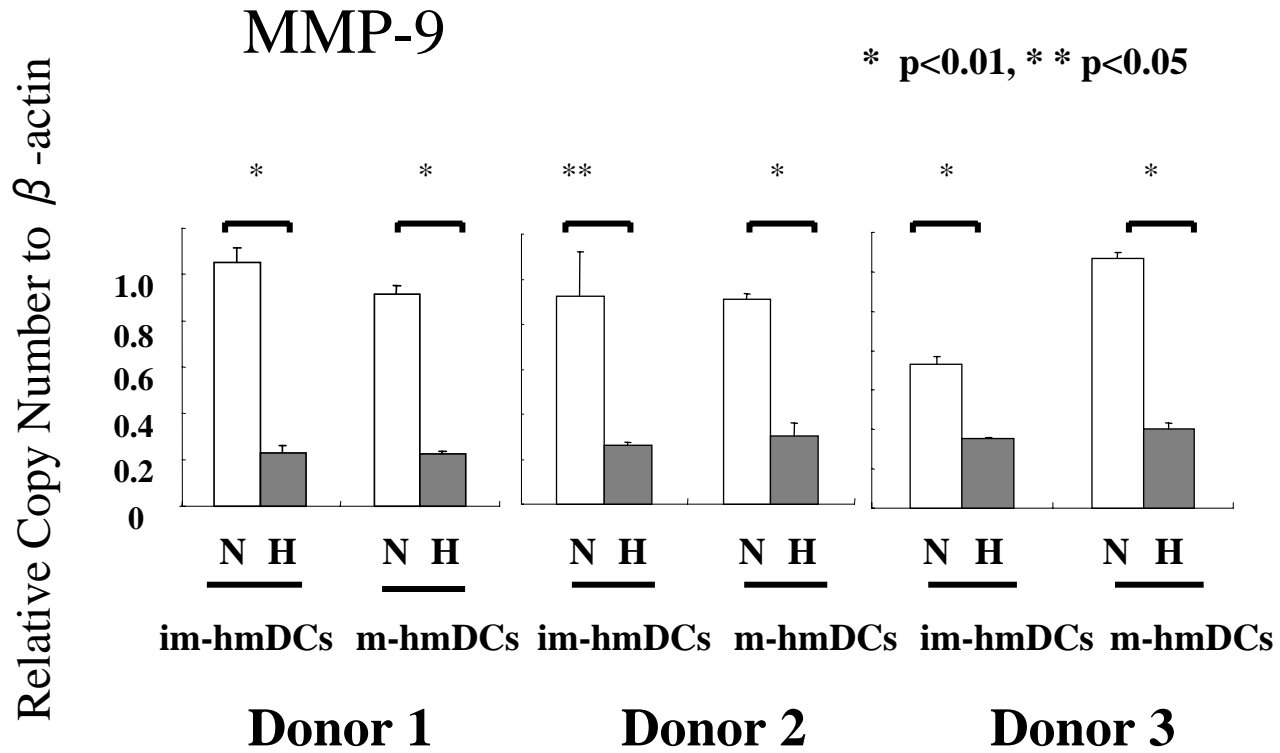 MMP-9
* p<0.01, * * p<0.05
Relative Copy Number to β -actin
* * ** * * *
1.0
0.8
0.6
0.4
0.2
0
N H N H N H N H N H N H
im-hmDCs m-hmDCs im-hmDCs m-hmDCs im-hmDCs m-hmDCs
Donor 1 Donor 2 Donor 3